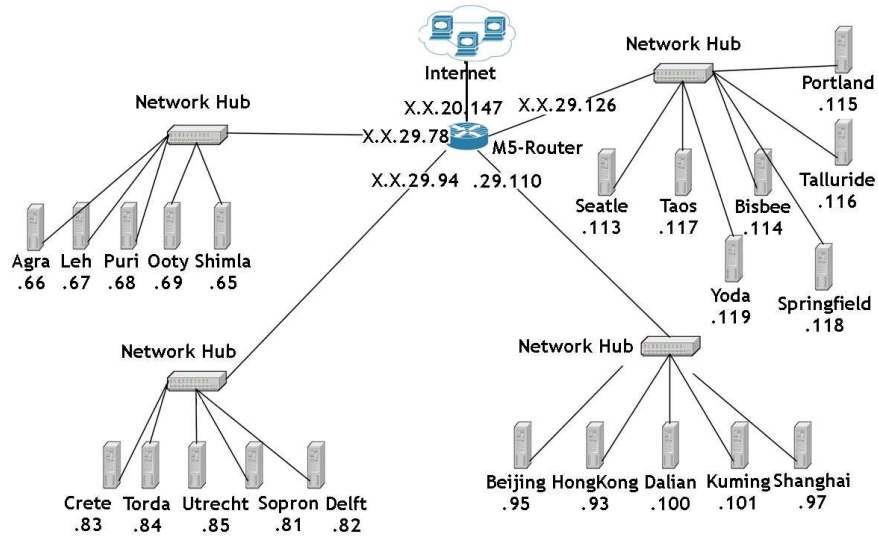 Internet
Network Hub
Portland
.115
Network Hub
X.X.20.147
X.X.29.126
X.X.29.78
M5-Router
Talluride
.116
X.X.29.94
.29.110
Seatle
.113
Taos
.117
Bisbee
.114
Agra
.66
Leh
.67
Puri
.68
Ooty
.69
Shimla
.65
Yoda
.119
Springfield
.118
Network Hub
Network Hub
Crete
.83
Torda
.84
Utrecht
.85
Sopron
.81
Delft
.82
Beijing
.95
HongKong
.93
Dalian
.100
Kuming
.101
Shanghai
.97